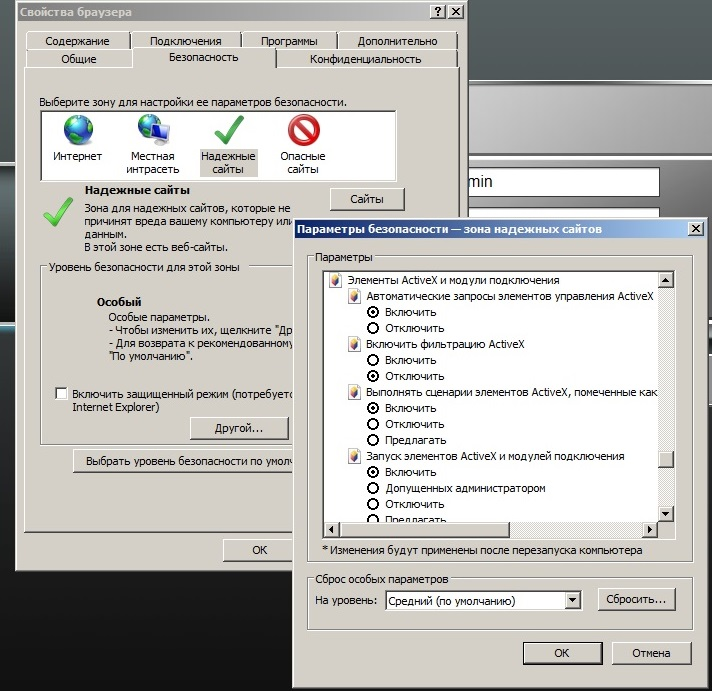 Свойства браузера
Содержание
Подключения
Программы
Дополнительно
Общие
Безопасность
Конфиденциальность
Выберите зону для настройки ее параметров безопасности.
Интернет
Местная
интрасеть
Надежные
сайты
Опасные
сайты
Надежные сайты
Сайты
Зона для надежных сайтов, которые не
причинят вреда вашему компьютеру или
данным.
В этой зоне есть веб-сайты.
Уровень безопасности для этой зоны
Особый
Особые параметры.
- Чтобы изменить их, щелкните "Др
- Для возврата к рекомендованному
"По умолчанию".
Включить защищенный режим (потребуетс
Internet Explorer)
Другой...
Выбрать уровень безопасности по умолч
OK
min
Параметры безопасности — зона надежных сайтов
Параметры
Элементы ActiveX и модули подключения
Автоматические запросы элементов управления ActiveX
Включить
Отключить
Включить фильтрацию ActiveX
Включить
Отключить
Выполнять сценарии элементов ActiveX, помеченные как
Включить
Отключить
Предлагать
Запуск элементов ActiveX и модулей подключения
Включить
Допущенных администратором
Отключить
Предлагать
* Изменения будут применены после перезапуска компьютера
Сброс особых параметров
На уровень:
Средний (по умолчанию)
Сбросить...
OK
Отмена